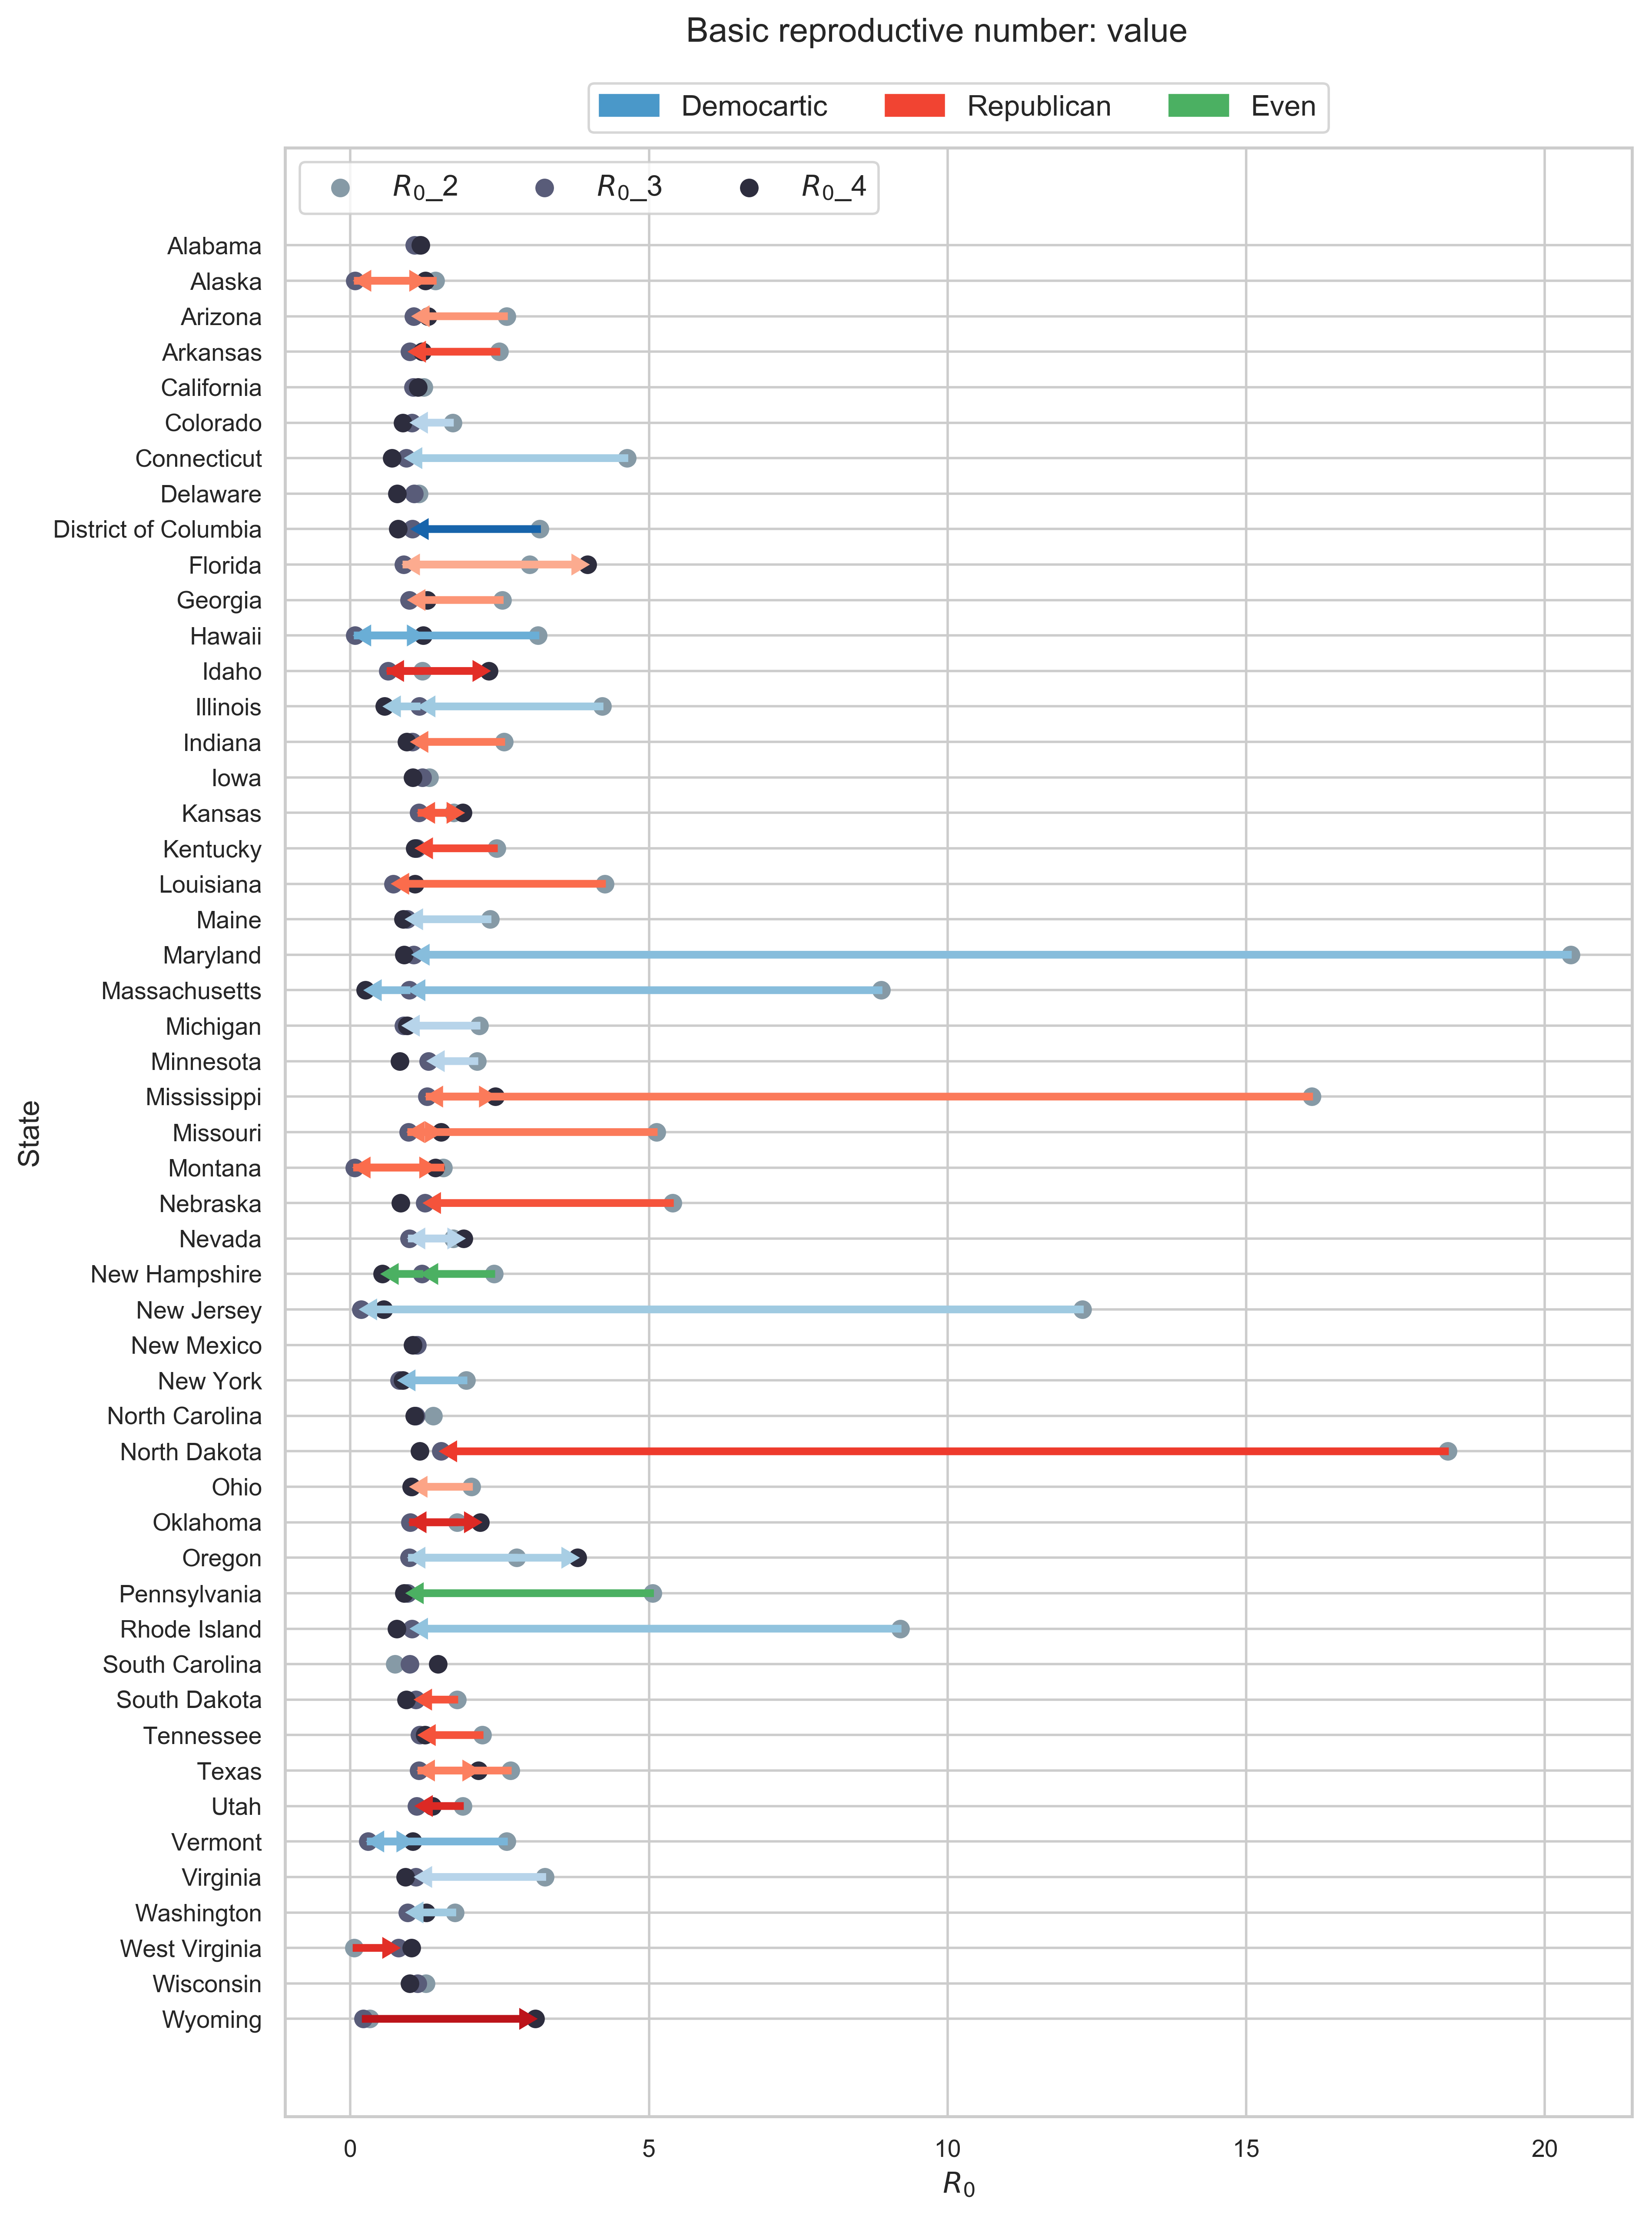 Basic reproductive number: value
Democartic Republican Even
R₀_2 R₀_3 R₀_4
Alabama
Alaska
Arizona
Arkansas
California
Colorado
Connecticut
Delaware
District of Columbia
Florida
Georgia
Hawaii
Idaho
Illinois
Indiana
Iowa
Kansas
Kentucky
Louisiana
Maine
Maryland
Massachusetts
Michigan
Minnesota
Mississippi
Missouri
Montana
Nebraska
Nevada
New Hampshire
New Jersey
New Mexico
New York
North Carolina
North Dakota
Ohio
Oklahoma
Oregon
Pennsylvania
Rhode Island
South Carolina
South Dakota
Tennessee
Texas
Utah
Vermont
Virginia
Washington
West Virginia
Wisconsin
Wyoming
State
0 5 10 15 20
R₀